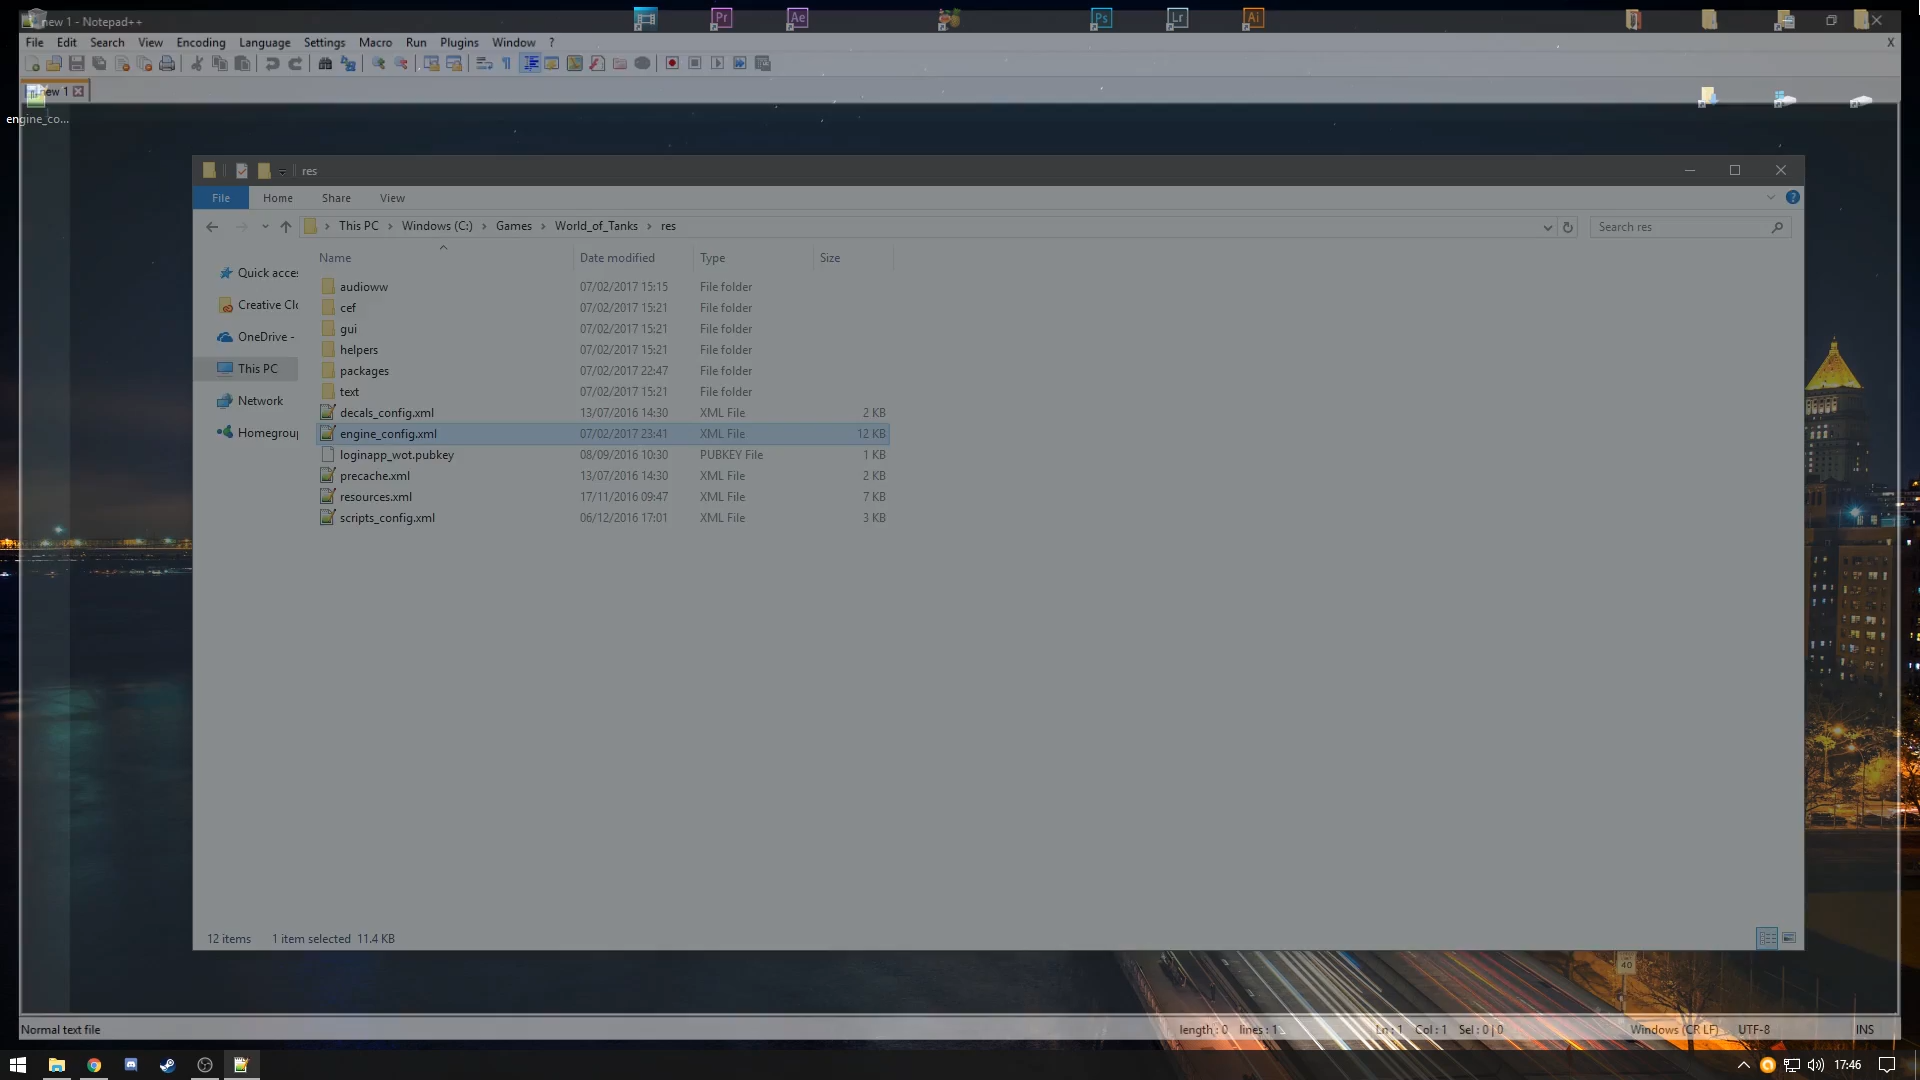 new 1 - Notepad++
Pr
Ae
Ps
Lr
Ai
File Edit Search View Encoding Language Settings Macro Run Plugins Window ?
X
new 1
engine_co...
res
File Home Share View
This PC > Windows (C:) > Games > World_of_Tanks > res
Search res
Name Date modified Type Size
Quick acces
Creative Clo
OneDrive -
This PC
Network
Homegroup
audioww 07/02/2017 15:15 File folder
cef 07/02/2017 15:21 File folder
gui 07/02/2017 15:21 File folder
helpers 07/02/2017 15:21 File folder
packages 07/02/2017 22:47 File folder
text 07/02/2017 15:21 File folder
decals_config.xml 13/07/2016 14:30 XML File 2 KB
engine_config.xml 07/02/2017 23:41 XML File 12 KB
loginapp_wot.pubkey 08/09/2016 10:30 PUBKEY File 1 KB
precache.xml 13/07/2016 14:30 XML File 2 KB
resources.xml 17/11/2016 09:47 XML File 7 KB
scripts_config.xml 06/12/2016 17:01 XML File 3 KB
12 items 1 item selected 11.4 KB
40
Normal text file length : 0 lines : 1 Ln : 1 Col : 1 Sel : 0 | 0 Windows (CR LF) UTF-8 INS
17:46